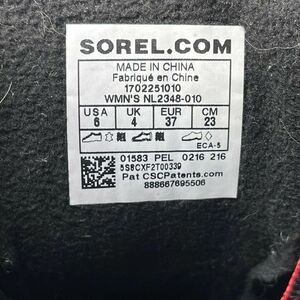 SOREL.COM
MADE IN CHINA
Fabriqué en Chine
1702251010
WMN'S NL2348-010
USA UK EUR CM
6 4 37 23
ECA-5
01583 PEL 0216 216
5S8CXF2T00339
Pat CSCPatents.com
888667695506